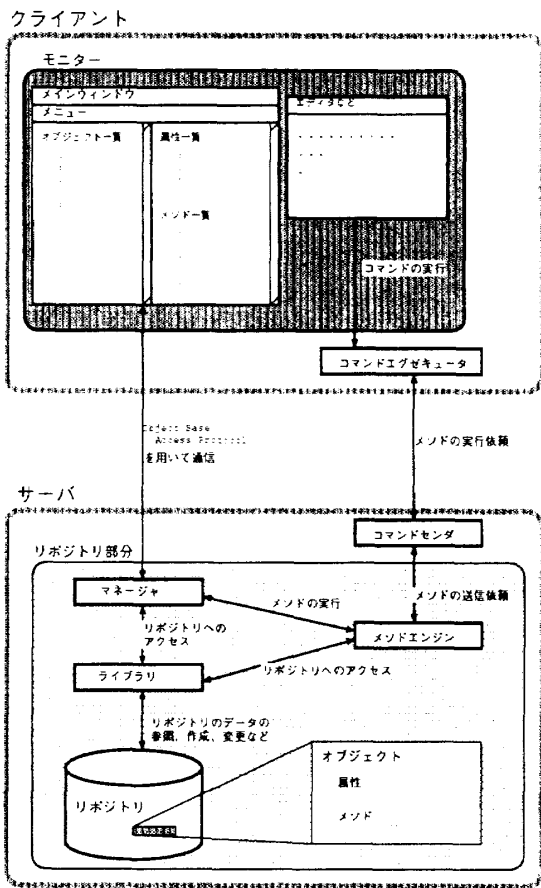 クライアント
モニター
メインウィンドウ
メニュー
オブジェクト一覧
属性一覧
メソド一覧
エディタなど
コマンドの実行
コマンドエグゼキュータ
Object Base
Access Protocol
を用いて通信
メソドの実行依頼
サーバ
コマンドセンダ
リポジトリ部分
マネージャ
メソドの実行
メソドの送信依頼
リポジトリへの
アクセス
メソドエンジン
ライブラリ
リポジトリへのアクセス
リポジトリのデータの
参照、作成、変更など
リポジトリ
オブジェクト
属性
メソド